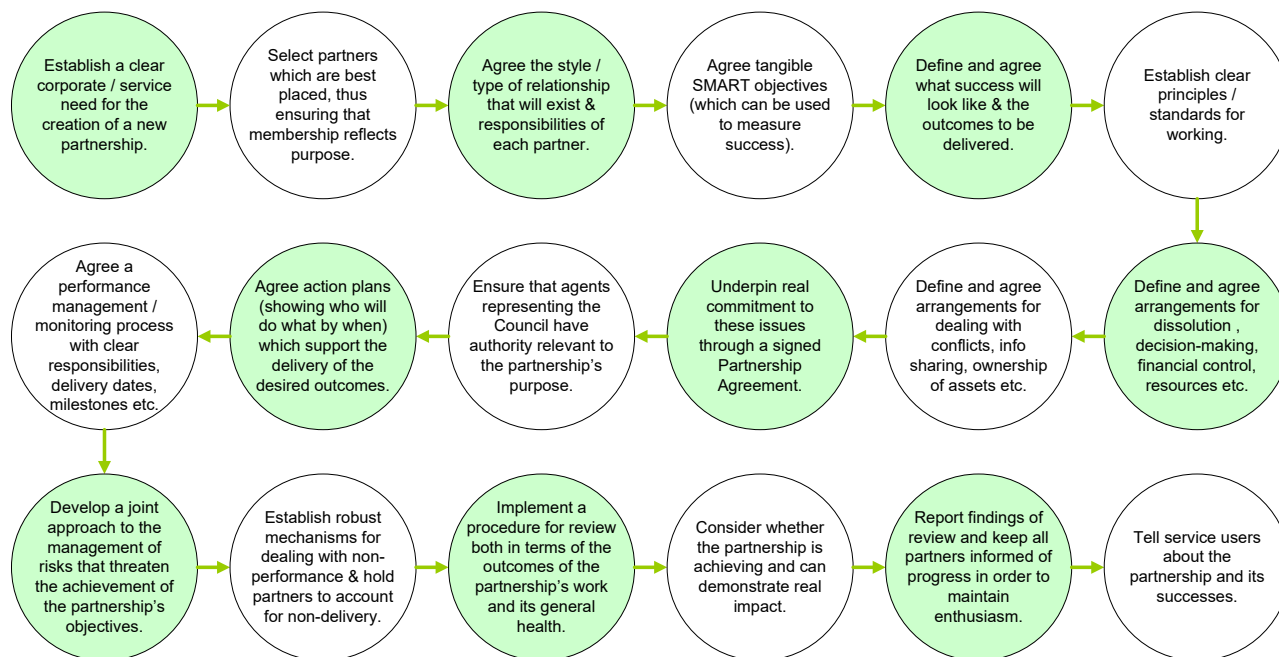 Establish a clear
corporate / service
need for the
creation of a new
partnership.
Select partners
which are best
placed, thus
ensuring that
membership reflects
purpose.
Agree the style /
type of relationship
that will exist &
responsibilities of
each partner.
Agree tangible
SMART objectives
(which can be used
to measure
success).
Define and agree
what success will
look like & the
outcomes to be
delivered.
Establish clear
principles /
standards for
working.
Define and agree
arrangements for
dissolution ,
decision-making,
financial control,
resources etc.
Define and agree
arrangements for
dealing with
conflicts, info
sharing, ownership
of assets etc.
Underpin real
commitment to
these issues
through a signed
Partnership
Agreement.
Ensure that agents
representing the
Council have
authority relevant to
the partnership's
purpose.
Agree action plans
(showing who will
do what by when)
which support the
delivery of the
desired outcomes.
Agree a
performance
management /
monitoring process
with clear
responsibilities,
delivery dates,
milestones etc.
Develop a joint
approach to the
management of
risks that threaten
the achievement of
the partnership's
objectives.
Establish robust
mechanisms for
dealing with non-
performance & hold
partners to account
for non-delivery.
Implement a
procedure for review
both in terms of the
outcomes of the
partnership's work
and its general
health.
Consider whether
the partnership is
achieving and can
demonstrate real
impact.
Report findings of
review and keep all
partners informed of
progress in order to
maintain
enthusiasm.
Tell service users
about the
partnership and its
successes.